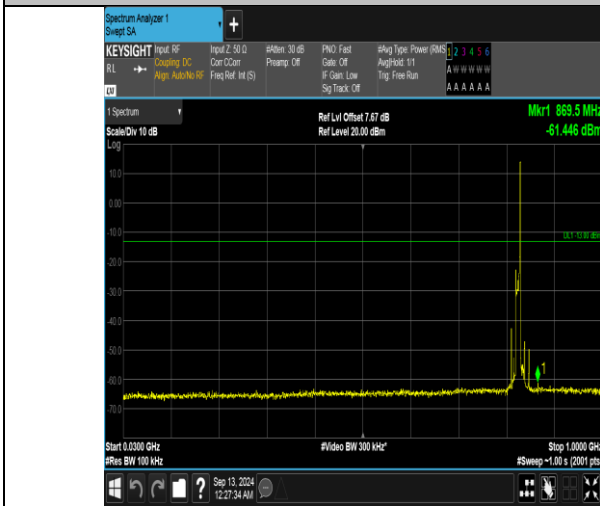 Spectrum Analyzer 1
Swept SA
+
KEYSIGHT Input: RF Input Z: 50 Ω #Atten: 30 dB PNO: Fast #Avg Type: Power (RMS 1 2 3 4 5 6
RL Coupling: DC Corr CCorr Preamp: Off Gate: Off Avg|Hold: 1/1 A W W W W W
Align: Auto/No RF Freq Ref: Int (S) IF Gain: Low Trig: Free Run
Sig Track: Off A A A A A A
1 Spectrum Ref Lvl Offset 7.67 dB Mkr1 869.5 MHz
Scale/Div 10 dB Ref Level 20.00 dBm -61.446 dBm
Log
10.0
0.00
-10.0
DL1 -13.00 dBm
-20.0
-30.0
-40.0
-50.0
1
-60.0
-70.0
Start 0.0300 GHz #Video BW 300 kHz* Stop 1.0000 GHz
#Res BW 100 kHz #Sweep ~1.00 s (2001 pts
? Sep 13, 2024
12:27:34 AM